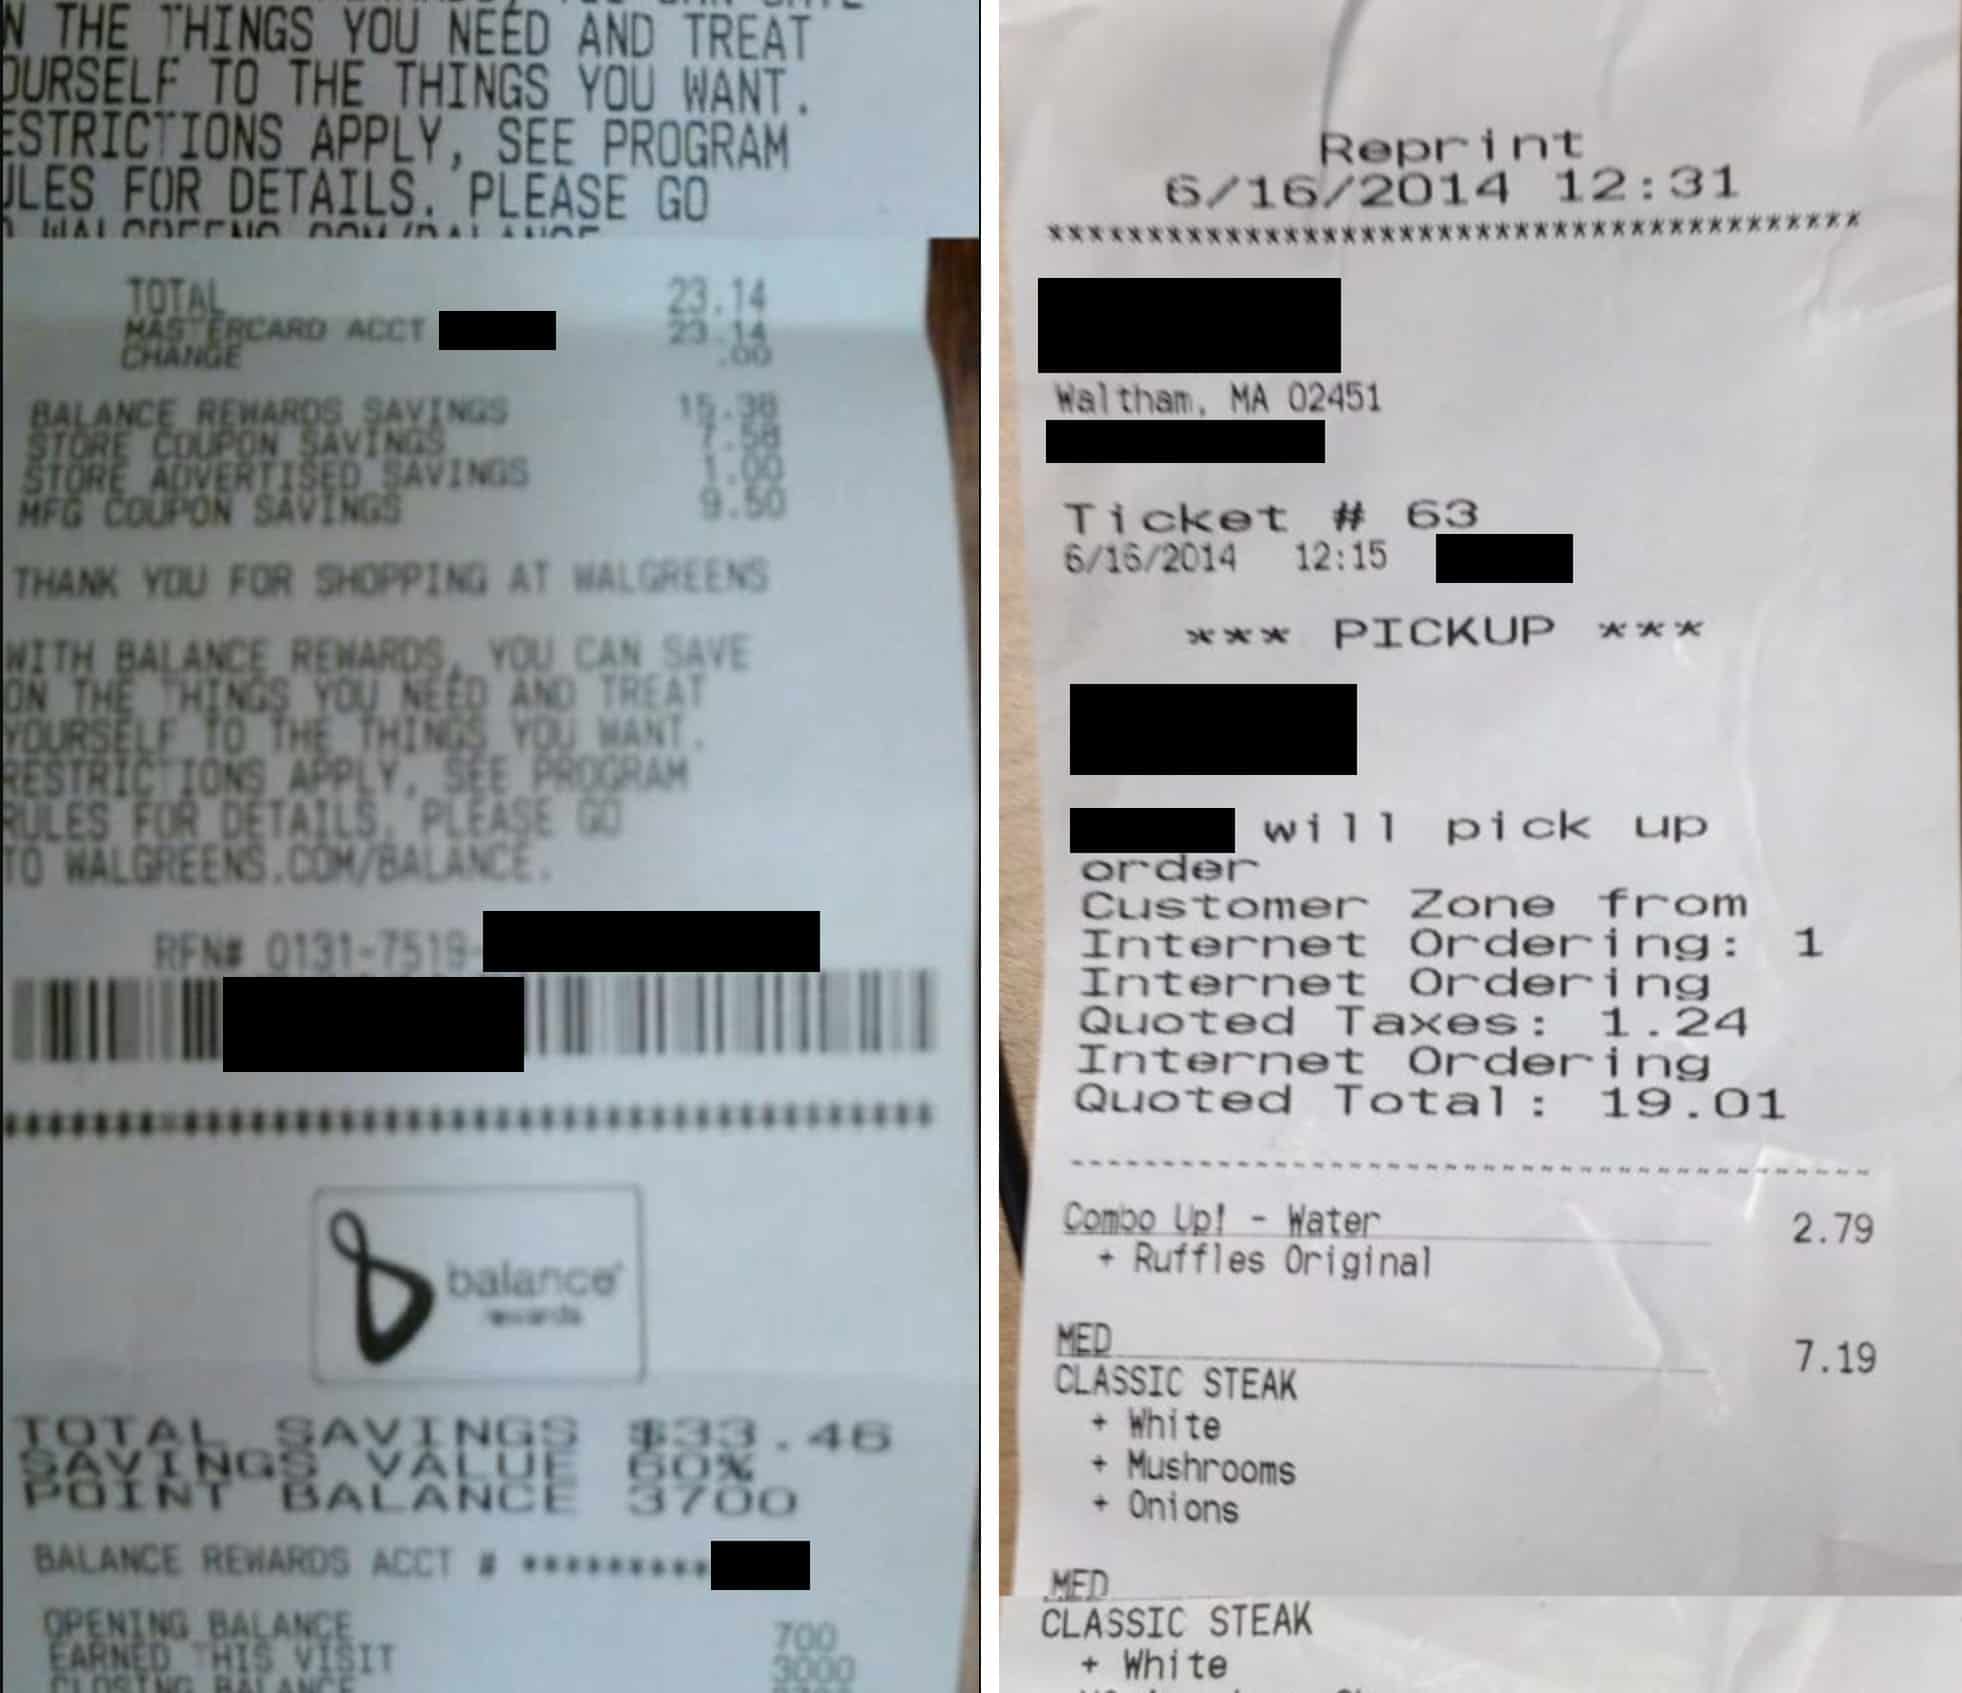 N THE THINGS YOU NEED AND TREAT
OURSELF TO THE THINGS YOU WANT.
ESTRICTIONS APPLY, SEE PROGRAM
ULES FOR DETAILS. PLEASE GO
WALGREENS.COM/BALANCE
TOTAL 23.14
MASTERCARD ACCT 23.14
CHANGE .00
BALANCE REWARDS SAVINGS 15.38
STORE COUPON SAVINGS 7.58
STORE ADVERTISED SAVINGS 1.00
MFG COUPON SAVINGS 9.50
THANK YOU FOR SHOPPING AT WALGREENS
WITH BALANCE REWARDS, YOU CAN SAVE
ON THE THINGS YOU NEED AND TREAT
YOURSELF TO THE THINGS YOU WANT.
RESTRICTIONS APPLY, SEE PROGRAM
RULES FOR DETAILS. PLEASE GO
TO WALGREENS.COM/BALANCE.
RFN# 0131-7519-
balance
rewards
TOTAL SAVINGS $33.46
SAVINGS VALUE 60%
POINT BALANCE 3700
BALANCE REWARDS ACCT # *********
OPENING BALANCE 700
EARNED THIS VISIT 3000
CLOSING BALANCE
Reprint
6/16/2014 12:31
****************************************
Waltham, MA 02451
Ticket # 63
6/16/2014 12:15
*** PICKUP ***
will pick up
order
Customer Zone from
Internet Ordering: 1
Internet Ordering
Quoted Taxes: 1.24
Internet Ordering
Quoted Total: 19.01
Combo Up! - Water 2.79
+ Ruffles Original
MED 7.19
CLASSIC STEAK
+ White
+ Mushrooms
+ Onions
MED
CLASSIC STEAK
+ White